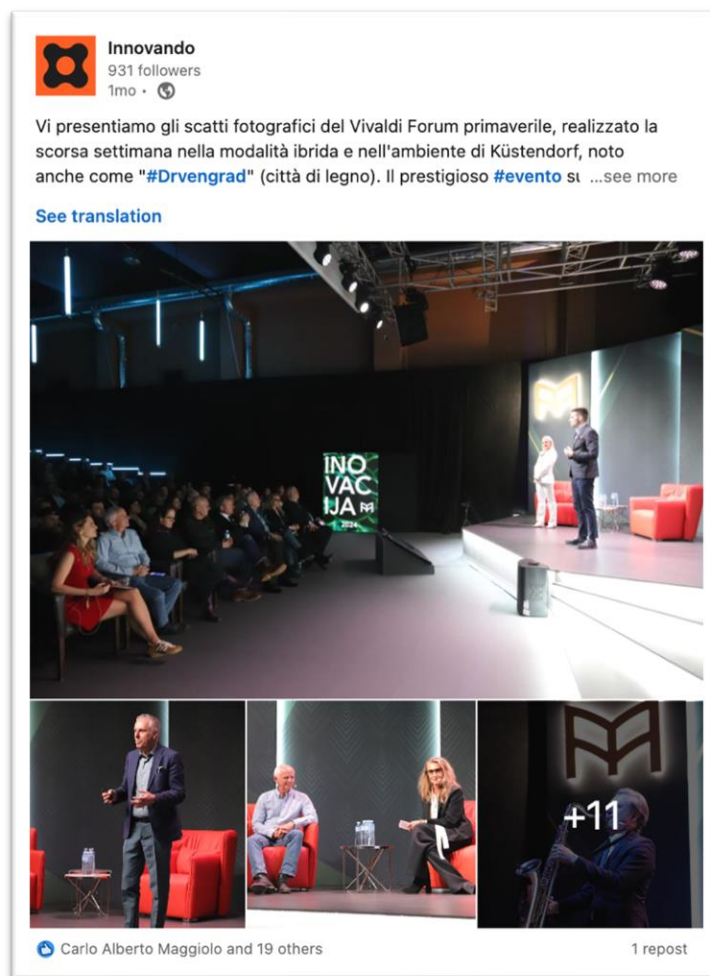 Innovando
931 followers
1mo •
Vi presentiamo gli scatti fotografici del Vivaldi Forum primaverile, realizzato la
scorsa settimana nella modalità ibrida e nell'ambiente di Küstendorf, noto
anche come "#Drvengrad" (città di legno). Il prestigioso #evento su ...see more
See translation
INO
VAC
IJA
2024
+11
Carlo Alberto Maggiolo and 19 others
1 repost